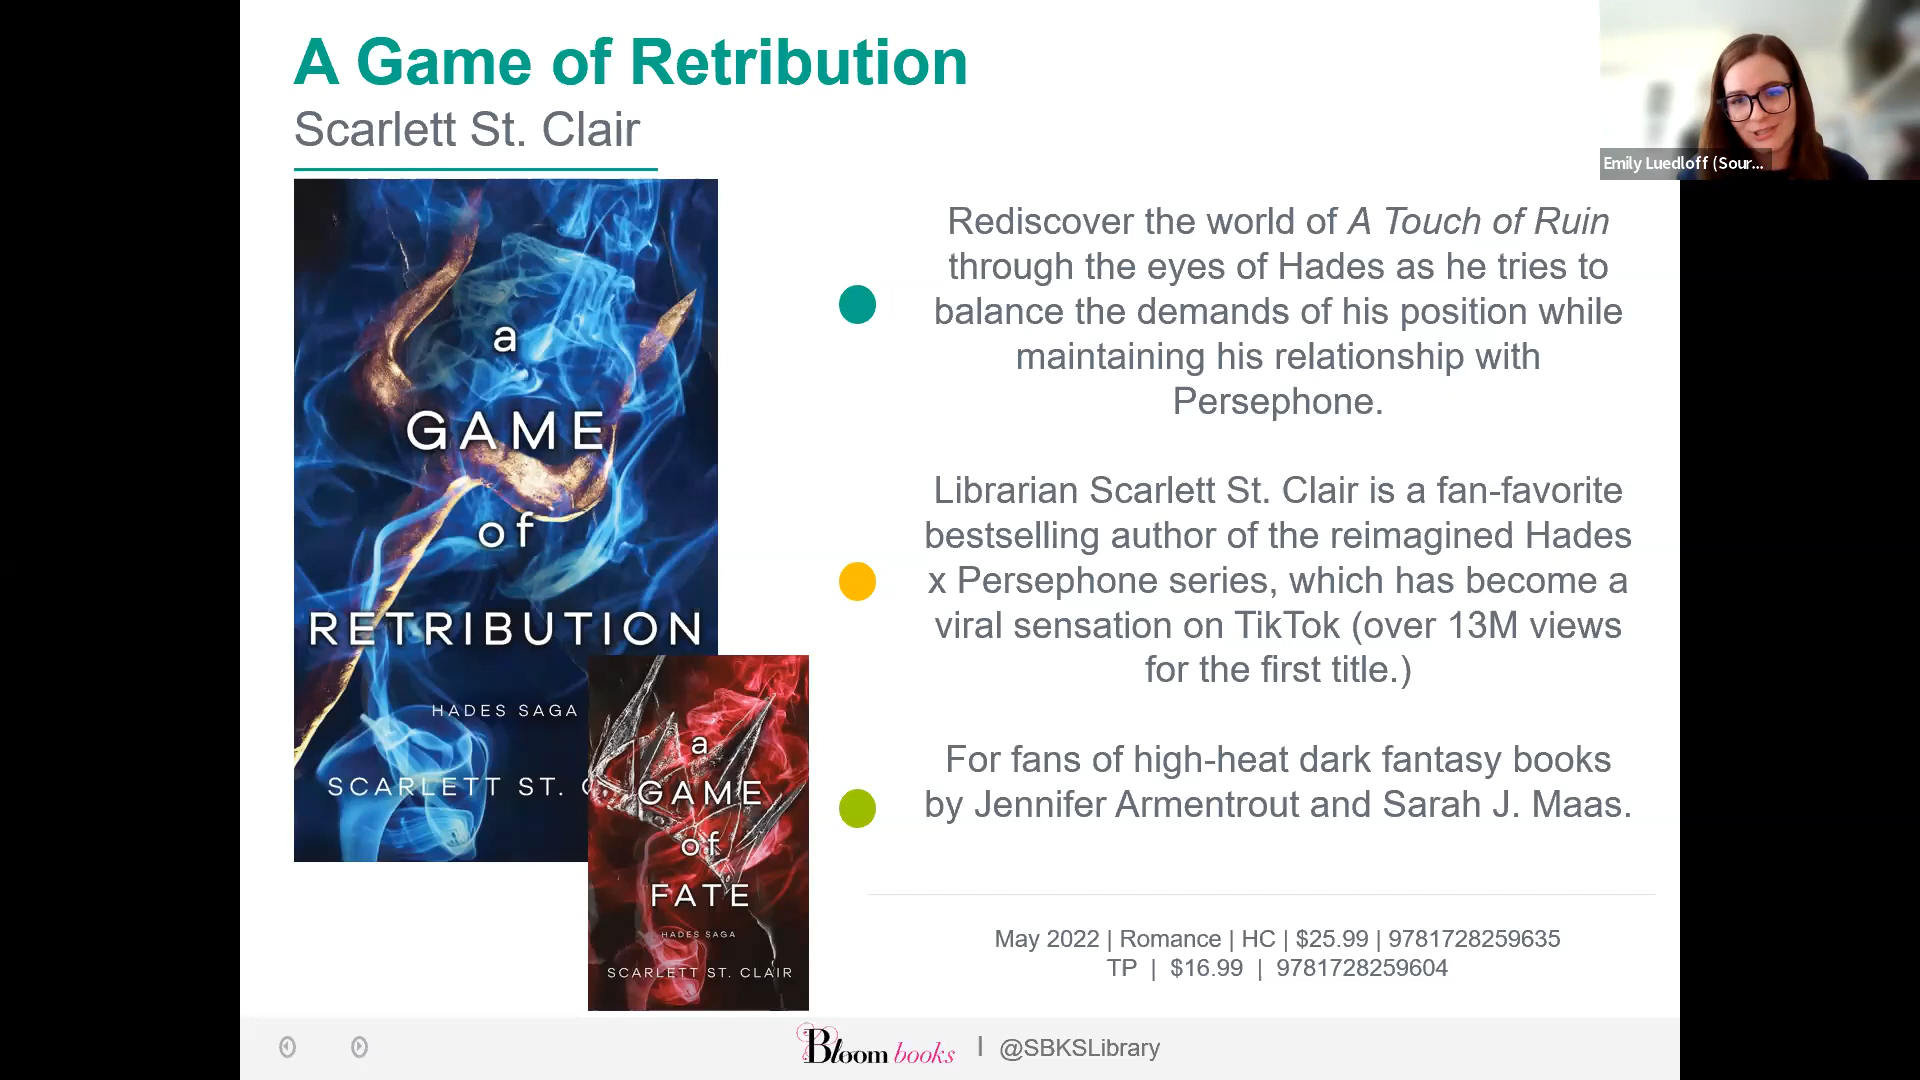 A Game of Retribution
Scarlett St. Clair
Emily Luedloff (Sour...
a
GAME
of
RETRIBUTION
HADES SAGA
SCARLETT ST. C
a
GAME
of
FATE
HADES SAGA
SCARLETT ST. CLAIR
Rediscover the world of A Touch of Ruin
through the eyes of Hades as he tries to
balance the demands of his position while
maintaining his relationship with
Persephone.
Librarian Scarlett St. Clair is a fan-favorite
bestselling author of the reimagined Hades
x Persephone series, which has become a
viral sensation on TikTok (over 13M views
for the first title.)
For fans of high-heat dark fantasy books
by Jennifer Armentrout and Sarah J. Maas.
May 2022 | Romance | HC | $25.99 | 9781728259635
TP | $16.99 | 9781728259604
Bloom books | @SBKSLibrary